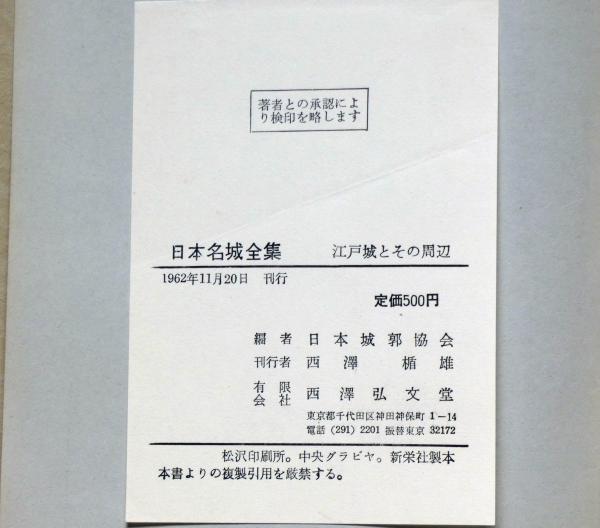 著者との承認によ
り検印を略します
日本名城全集 江戸城とその周辺
1962年11月20日 刊行
定価500円
編者 日本城郭協会
刊行者 西澤楯雄
有限会社 西澤弘文堂
東京都千代田区神田神保町 1−14
電話 (291) 2201 振替東京 32172
松沢印刷所。中央グラビヤ。新栄社製本
本書よりの複製引用を厳禁する。